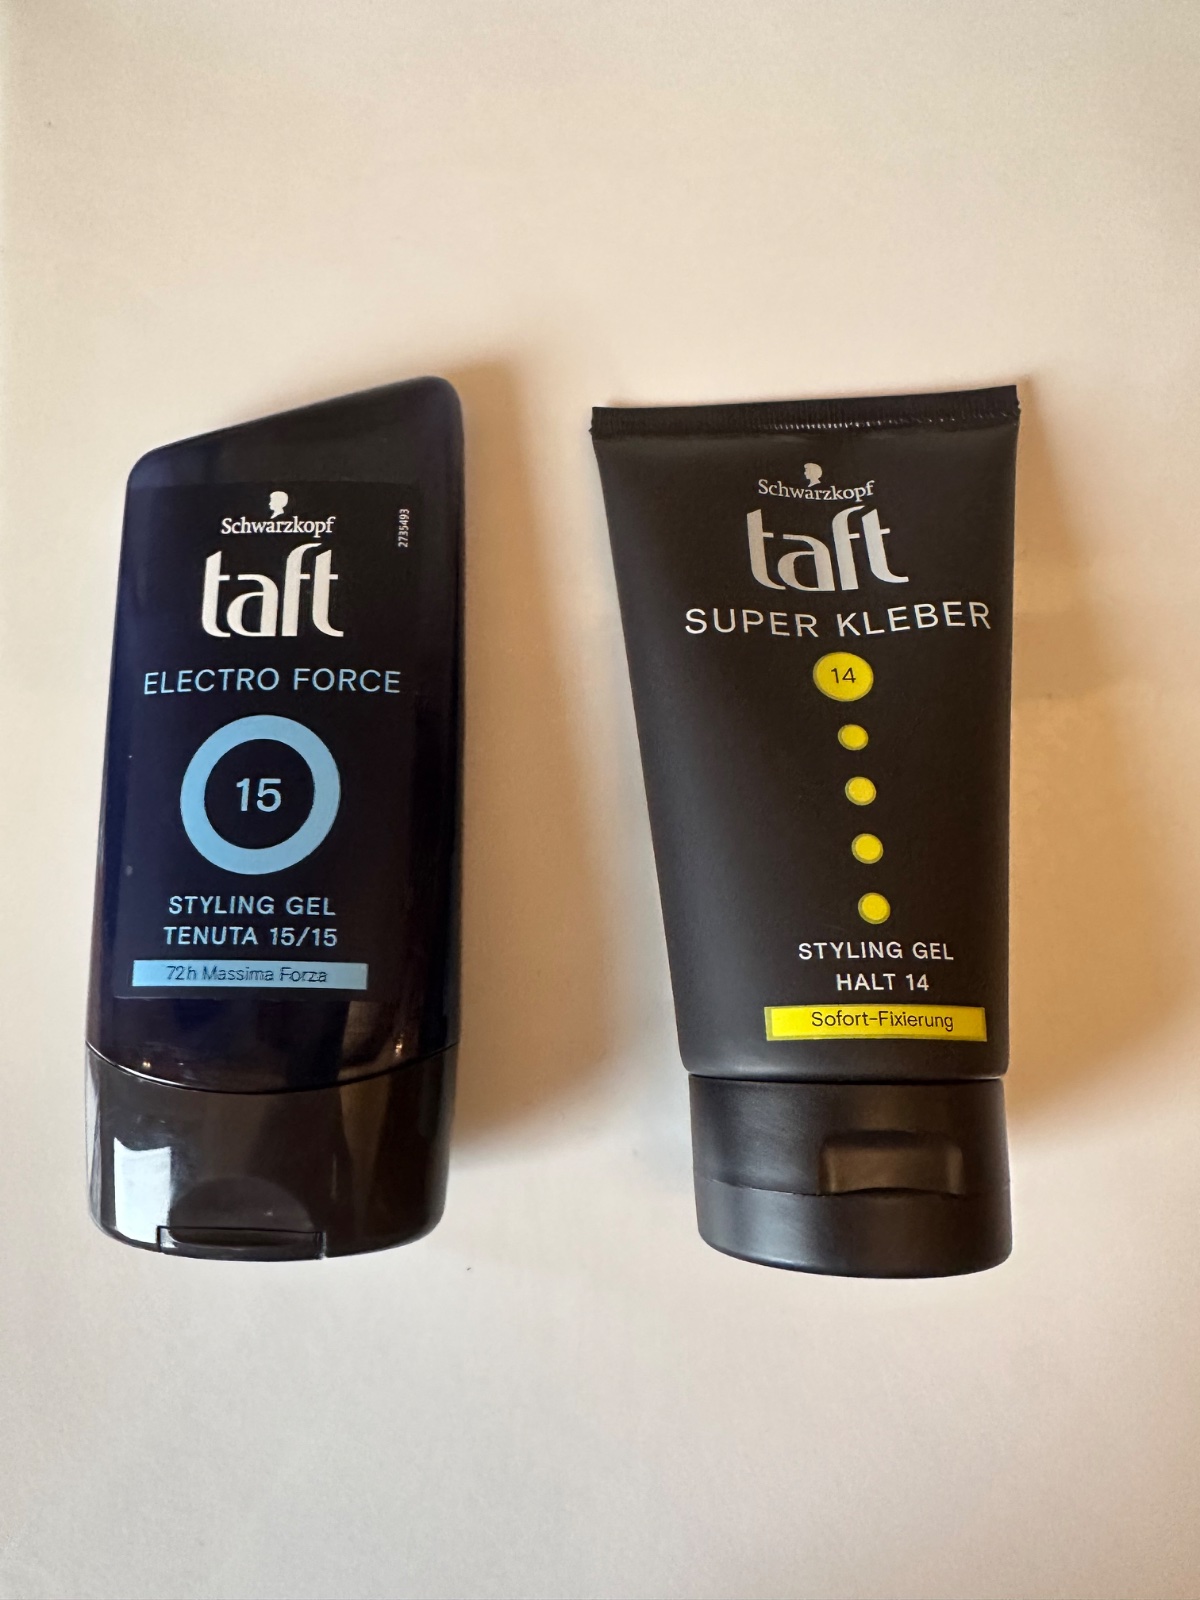 Schwarzkopf
taft
ELECTRO FORCE
15
STYLING GEL
TENUTA 15/15
72h Massima Forza
2735493
Schwarzkopf
taft
SUPER KLEBER
14
STYLING GEL
HALT 14
Sofort-Fixierung